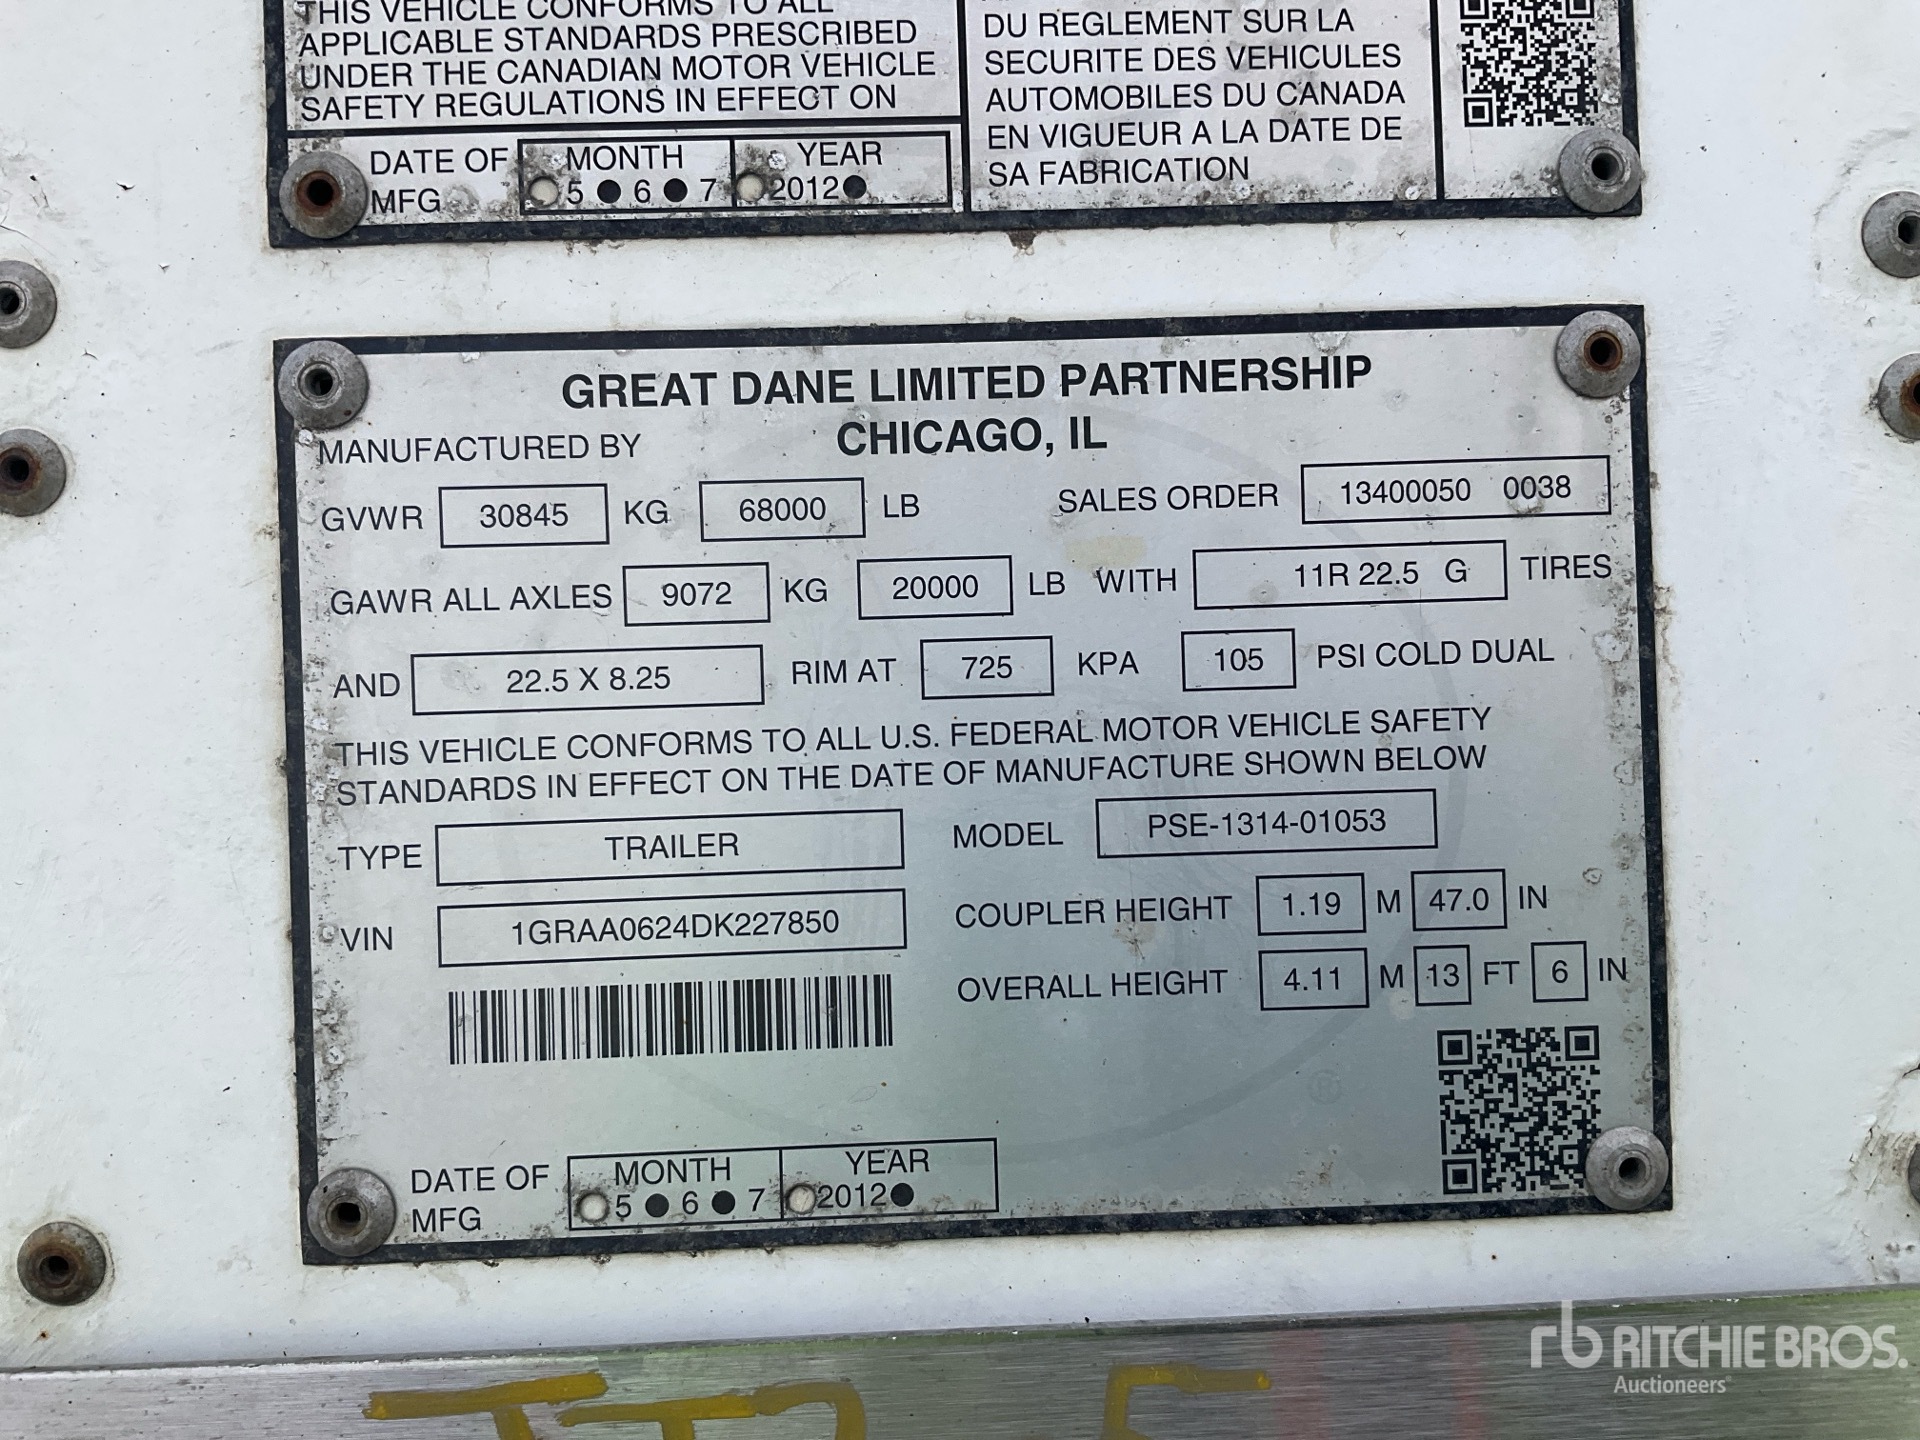 THIS VEHICLE CONFORMS TO ALL
APPLICABLE STANDARDS PRESCRIBED
UNDER THE CANADIAN MOTOR VEHICLE
SAFETY REGULATIONS IN EFFECT ON
DATE OF MFG
MONTH YEAR
5 6 7 2012
DU REGLEMENT SUR LA
SECURITE DES VEHICULES
AUTOMOBILES DU CANADA
EN VIGUEUR A LA DATE DE
SA FABRICATION
GREAT DANE LIMITED PARTNERSHIP
MANUFACTURED BY CHICAGO, IL
GVWR 30845 KG 68000 LB SALES ORDER 13400050 0038
GAWR ALL AXLES 9072 KG 20000 LB WITH 11R 22.5 G TIRES
AND 22.5 X 8.25 RIM AT 725 KPA 105 PSI COLD DUAL
THIS VEHICLE CONFORMS TO ALL U.S. FEDERAL MOTOR VEHICLE SAFETY
STANDARDS IN EFFECT ON THE DATE OF MANUFACTURE SHOWN BELOW
TYPE TRAILER MODEL PSE-1314-01053
VIN 1GRAA0624DK227850 COUPLER HEIGHT 1.19 M 47.0 IN
OVERALL HEIGHT 4.11 M 13 FT 6 IN
®
DATE OF MFG
MONTH YEAR
5 6 7 2012
rb RITCHIE BROS.
Auctioneers